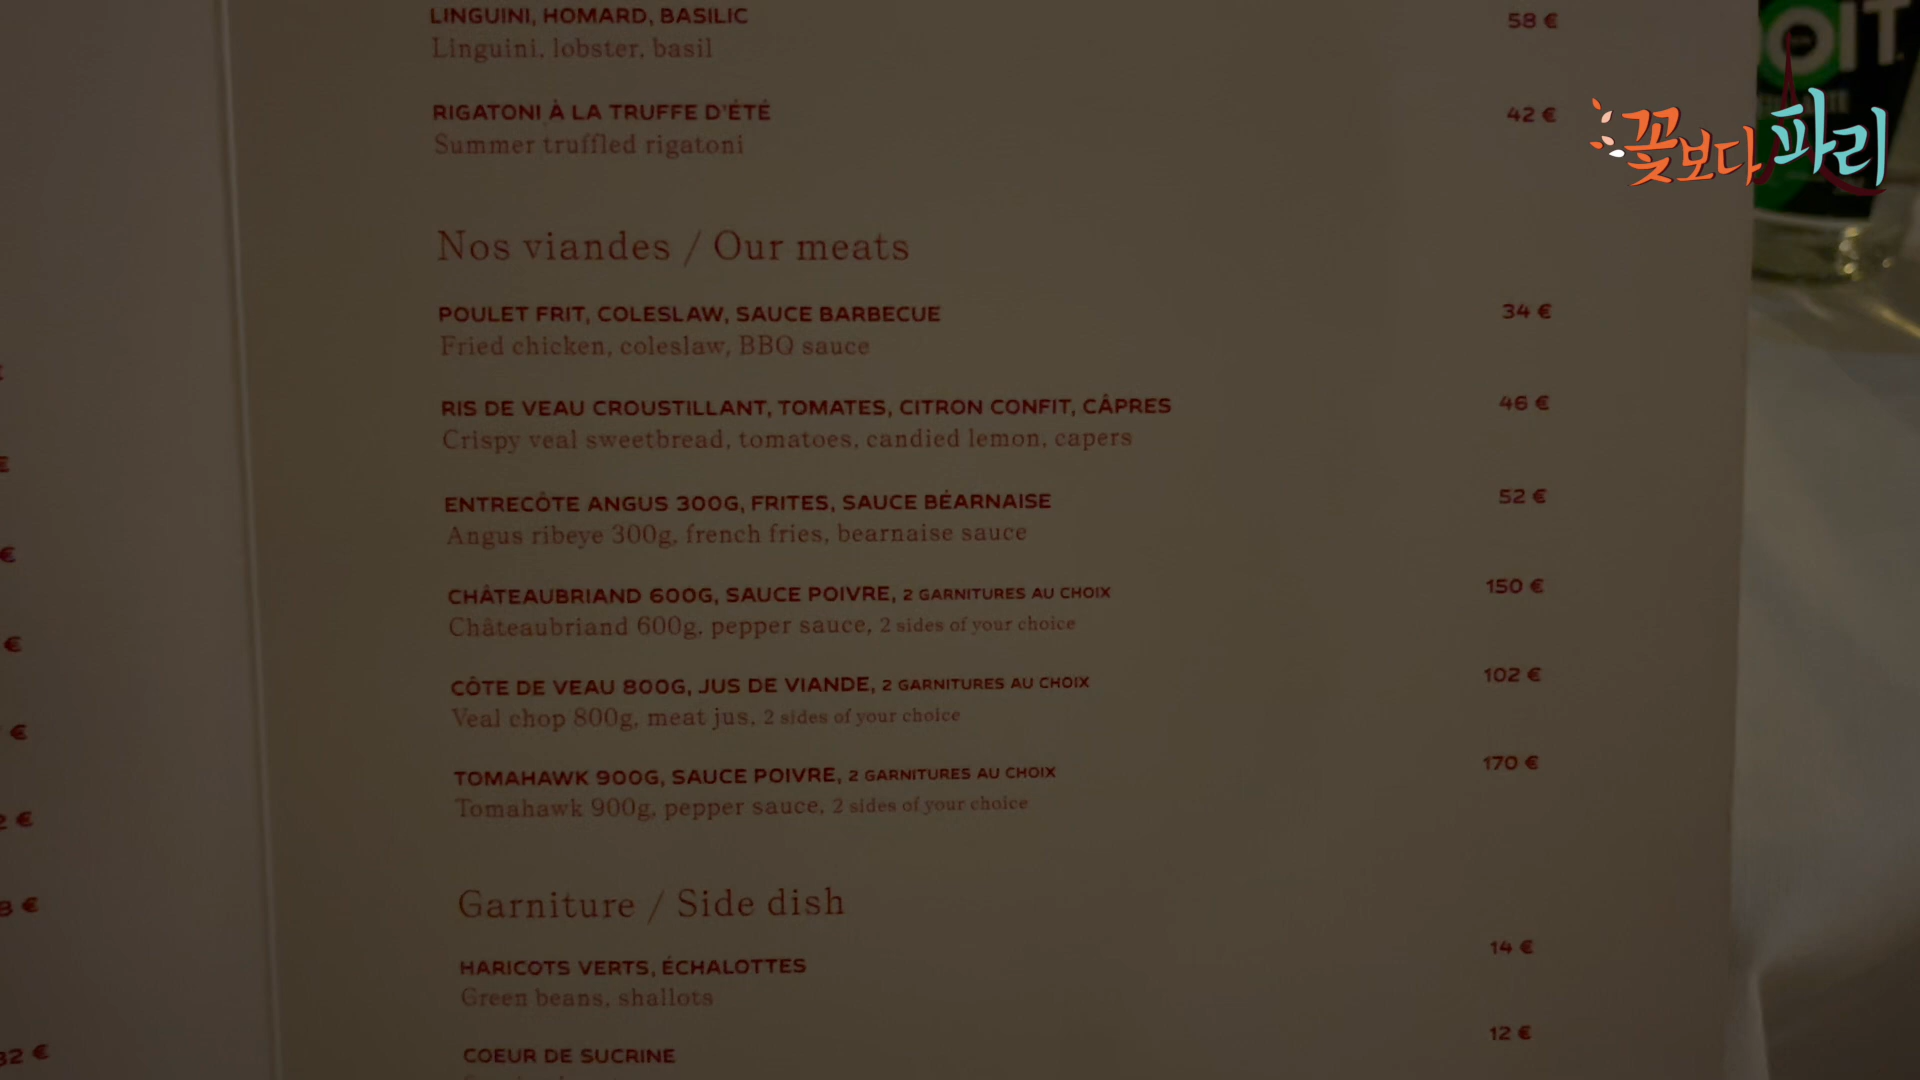 LINGUINI, HOMARD, BASILIC 58 €
Linguini, lobster, basil
RIGATONI À LA TRUFFE D'ÉTÉ 42 €
Summer truffled rigatoni
꽃보다 파리
Nos viandes / Our meats
POULET FRIT, COLESLAW, SAUCE BARBECUE 34 €
Fried chicken, coleslaw, BBQ sauce
RIS DE VEAU CROUSTILLANT, TOMATES, CITRON CONFIT, CÂPRES 46 €
Crispy veal sweetbread, tomatoes, candied lemon, capers
ENTRECÔTE ANGUS 300G, FRITES, SAUCE BÉARNAISE 52 €
Angus ribeye 300g, french fries, bearnaise sauce
CHÂTEAUBRIAND 600G, SAUCE POIVRE, 2 GARNITURES AU CHOIX 150 €
Châteaubriand 600g, pepper sauce, 2 sides of your choice
CÔTE DE VEAU 800G, JUS DE VIANDE, 2 GARNITURES AU CHOIX 102 €
Veal chop 800g, meat jus, 2 sides of your choice
TOMAHAWK 900G, SAUCE POIVRE, 2 GARNITURES AU CHOIX 170 €
Tomahawk 900g, pepper sauce, 2 sides of your choice
Garniture / Side dish
HARICOTS VERTS, ÉCHALOTTES 14 €
Green beans, shallots
COEUR DE SUCRINE 12 €